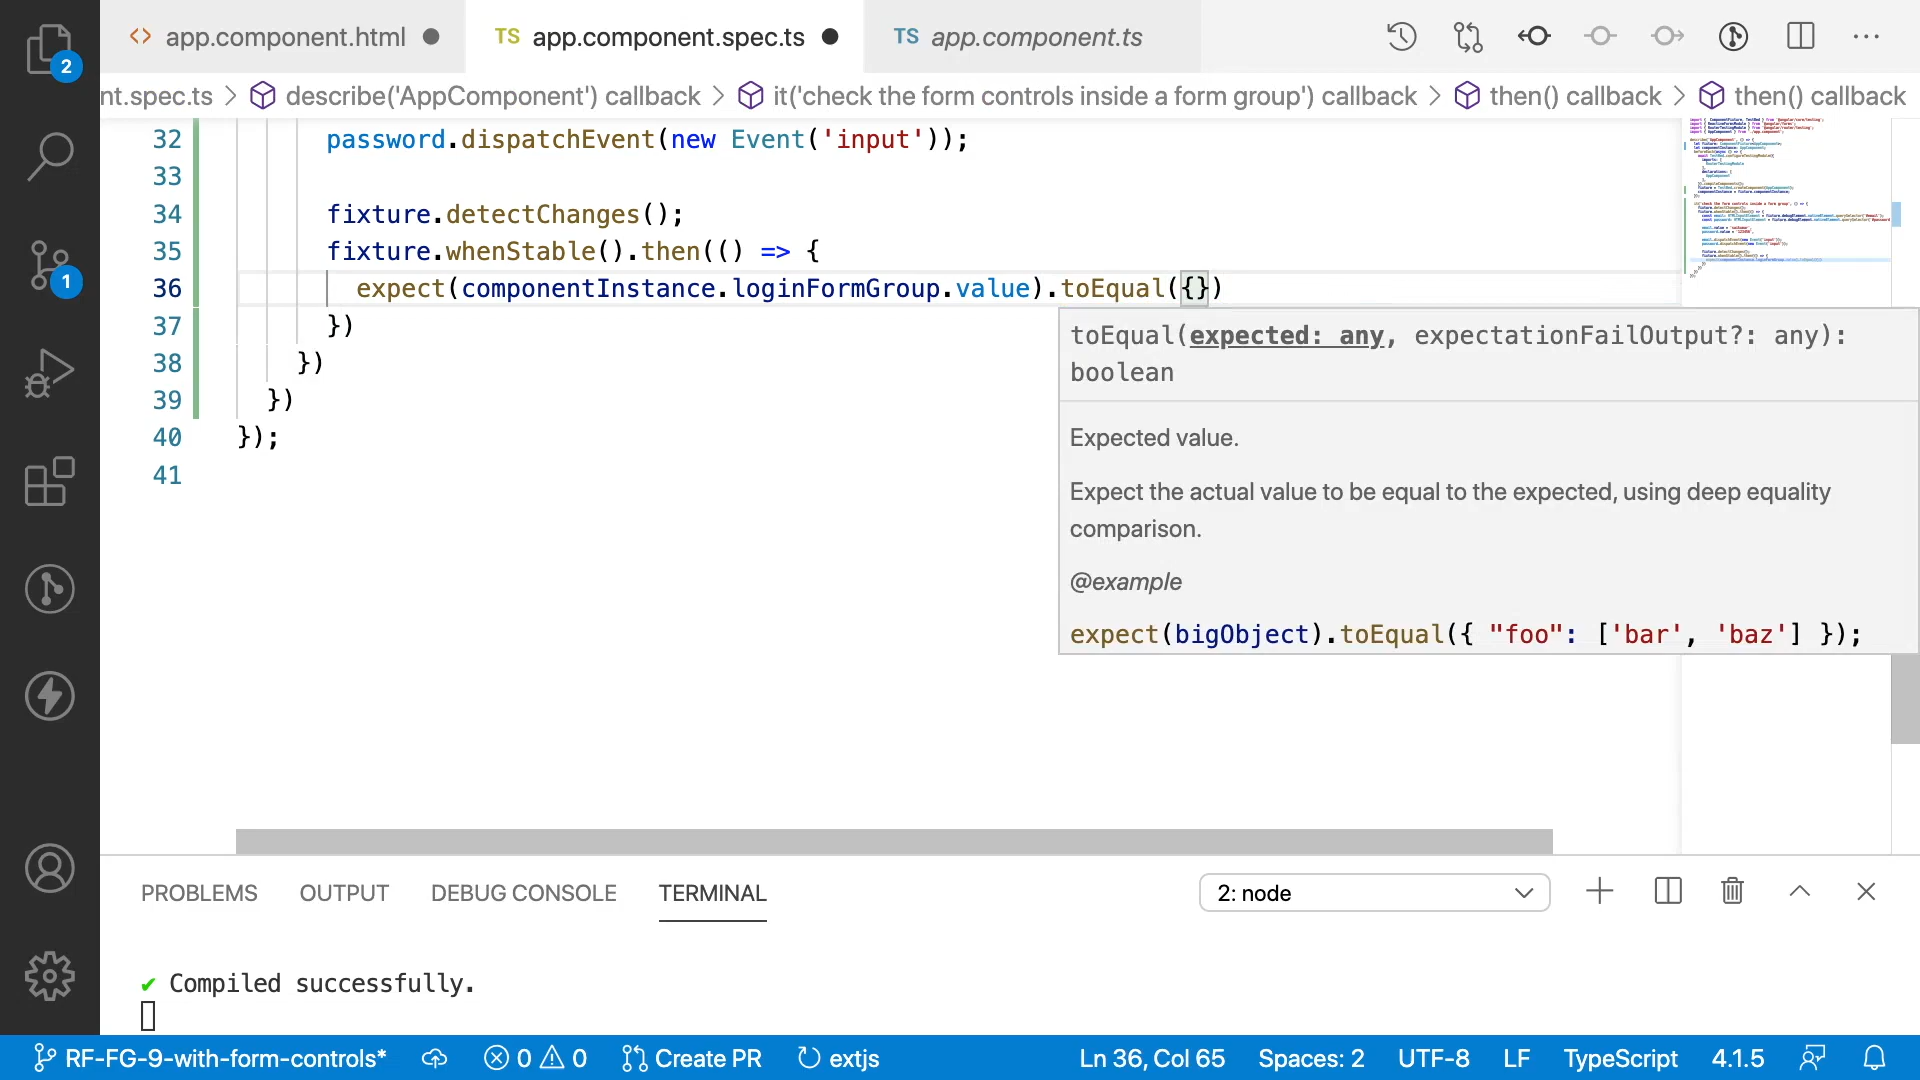 app.component.html
TS app.component.spec.ts
TS app.component.ts
2
nt.spec.ts > describe('AppComponent') callback > it('check the form controls inside a form group') callback > then() callback > then() callback
32 password.dispatchEvent(new Event('input'));
33
34 fixture.detectChanges();
35 fixture.whenStable().then(() => {
36 expect(componentInstance.loginFormGroup.value).toEqual({})
37 })
38 })
39 })
40 });
41
1
toEqual(expected: any, expectationFailOutput?: any):
boolean
Expected value.
Expect the actual value to be equal to the expected, using deep equality
comparison.
@example
expect(bigObject).toEqual({ "foo": ['bar', 'baz'] });
PROBLEMS OUTPUT DEBUG CONSOLE TERMINAL 2: node
✔ Compiled successfully.
RF-FG-9-with-form-controls* 0 0 Create PR extjs Ln 36, Col 65 Spaces: 2 UTF-8 LF TypeScript 4.1.5